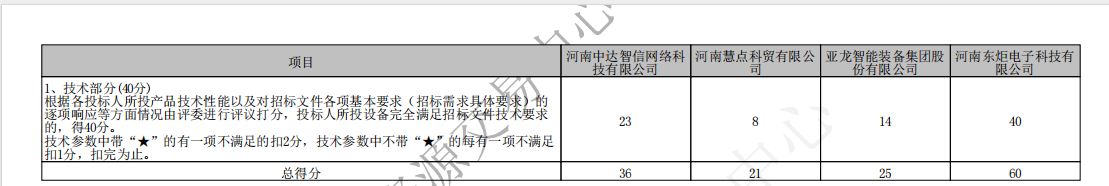 项目
河南中达智信网络科
技有限公司
河南慧点科贸有限公
司
亚龙智能装备集团股
份有限公司
河南东炬电子科技有
限公司
1、技术部分(40分)
根据各投标人所投产品技术性能以及对招标文件各项基本要求（招标需求具体要求）的
逐项响应等方面情况由评委进行评议打分，投标人所投设备完全满足招标文件技术要求
的，得40分。
技术参数中带“★”的有一项不满足的扣2分，技术参数中不带“★”的每有一项不满足
扣1分，扣完为止。
23
8
14
40
总得分
36
21
25
60
源交易中心
中心